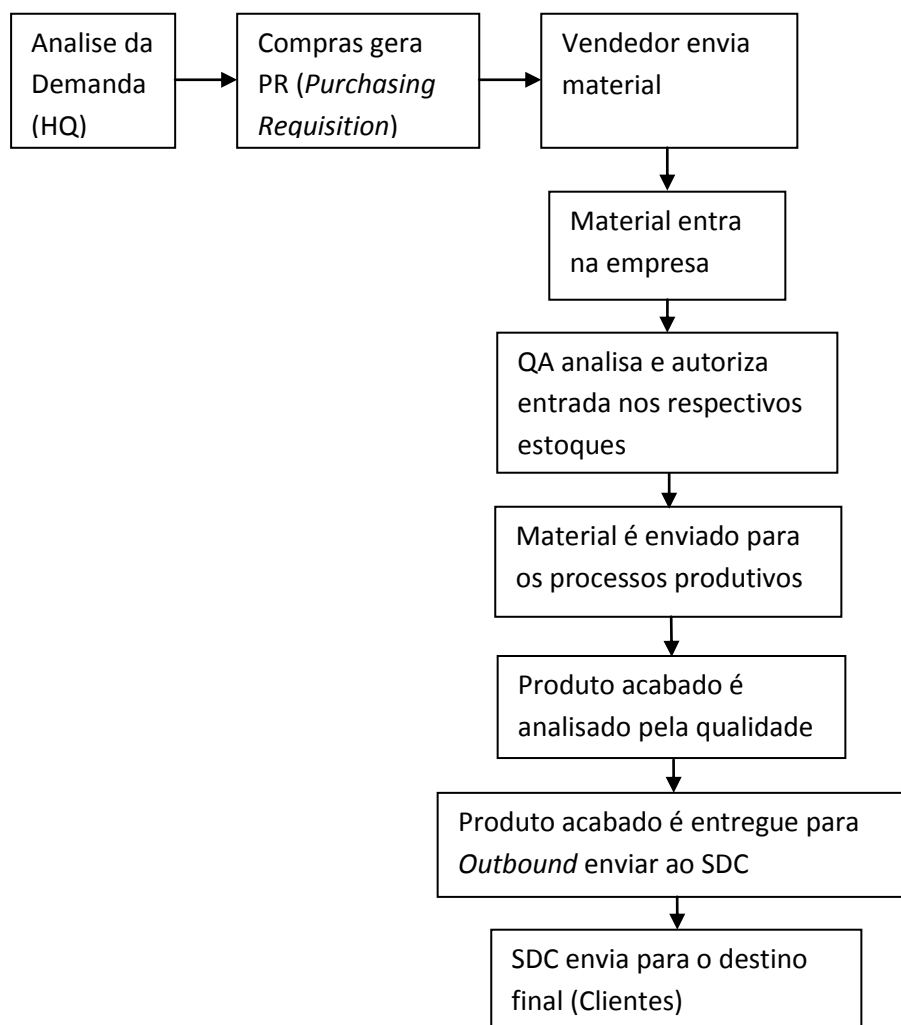 Analise da
Demanda
(HQ)
Compras gera
PR (Purchasing
Requisition)
Vendedor envia
material
Material entra
na empresa
QA analisa e autoriza
entrada nos respectivos
estoques
Material é enviado para
os processos produtivos
Produto acabado é
analisado pela qualidade
Produto acabado é entregue para
Outbound enviar ao SDC
SDC envia para o destino
final (Clientes)